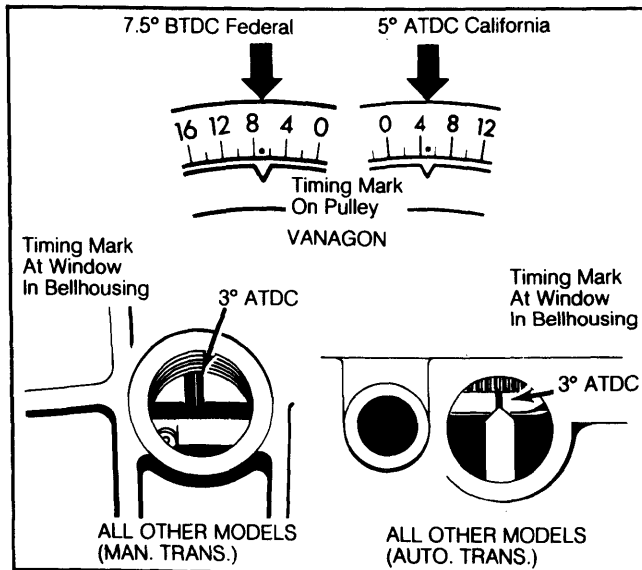 7.5° BTDC Federal
5° ATDC California
16 12 8 4 0
0 4 8 12
Timing Mark
On Pulley
VANAGON
Timing Mark
At Window
In Bellhousing
3° ATDC
Timing Mark
At Window
In Bellhousing
3° ATDC
ALL OTHER MODELS
(MAN. TRANS.)
ALL OTHER MODELS
(AUTO. TRANS.)